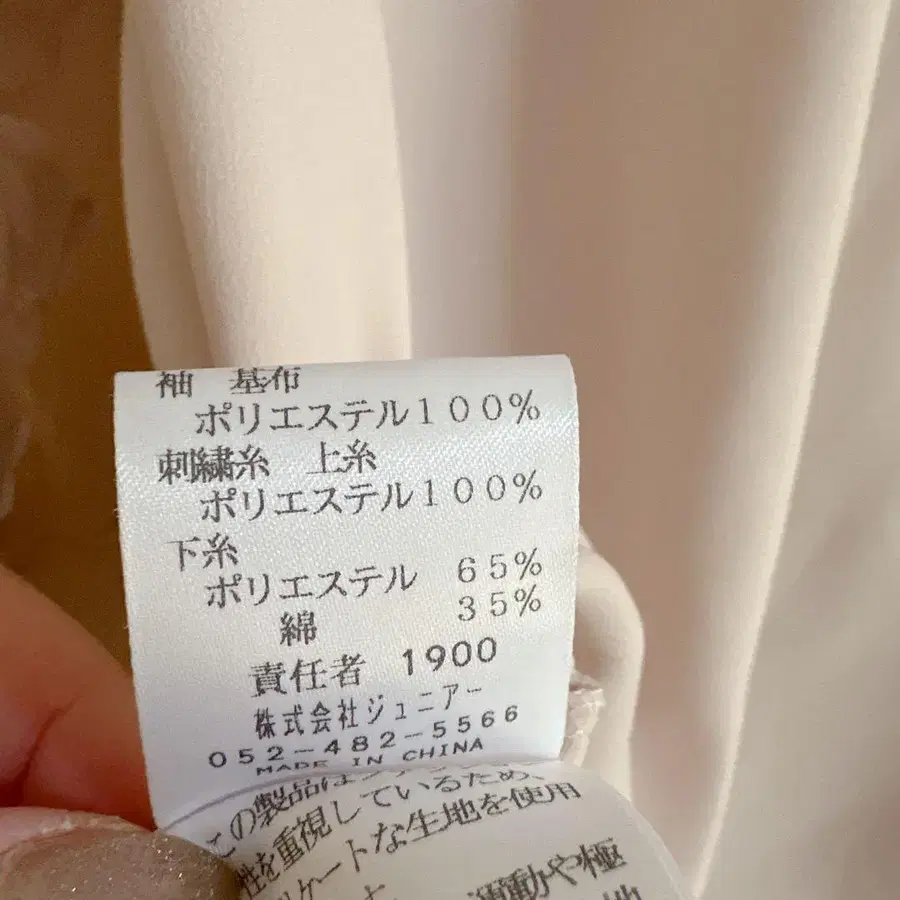 袖 基布
ポリエステル100%
刺繍糸 上糸
ポリエステル100%
下糸
ポリエステル 65%
綿 35%
責任者 1900
株式会社ジュニアー
052-482-5566
MADE IN CHINA
この製品は
性を重視しているため、
ケートな生地を使用
運動や極